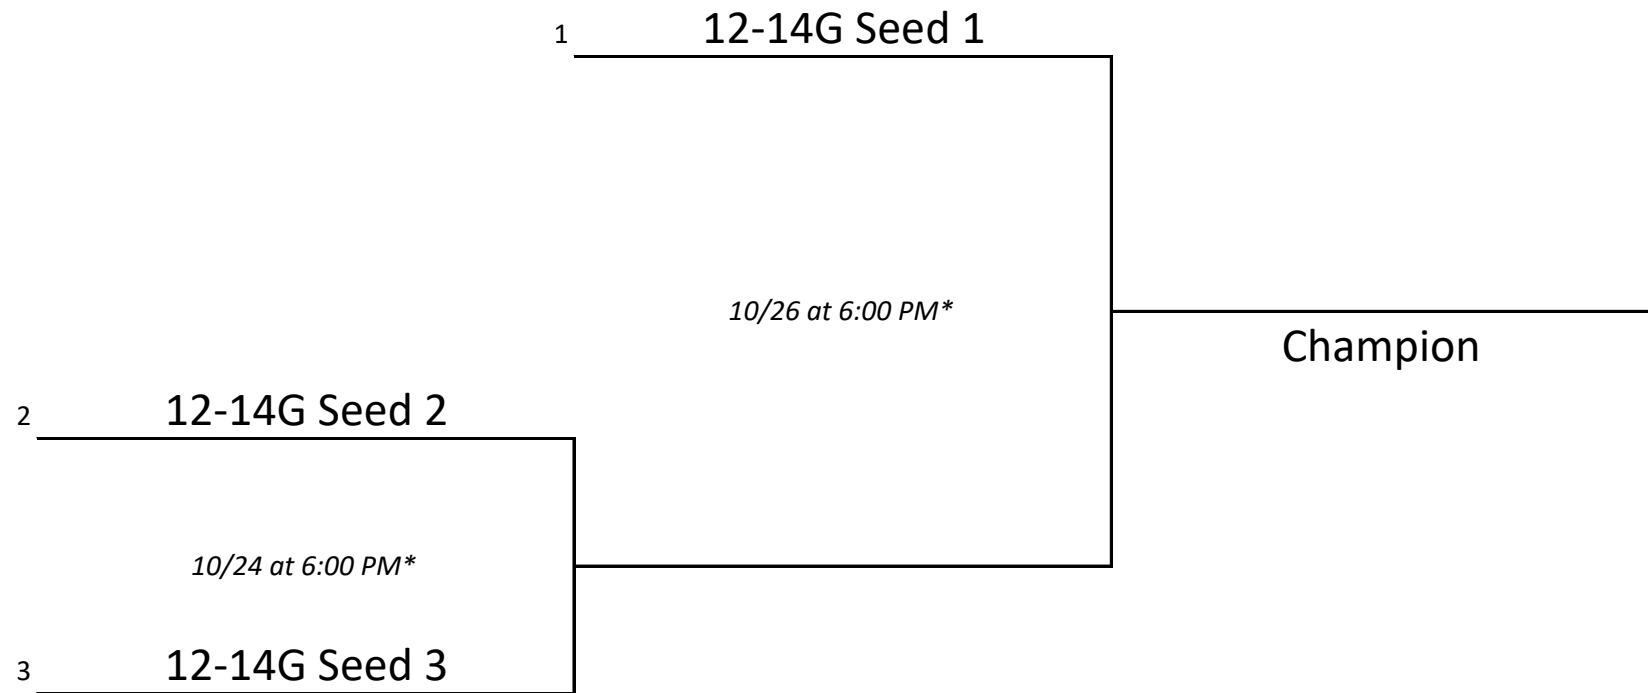 1
12-14G Seed 1
10/26 at 6:00 PM*
Champion
2
12-14G Seed 2
10/24 at 6:00 PM*
3
12-14G Seed 3